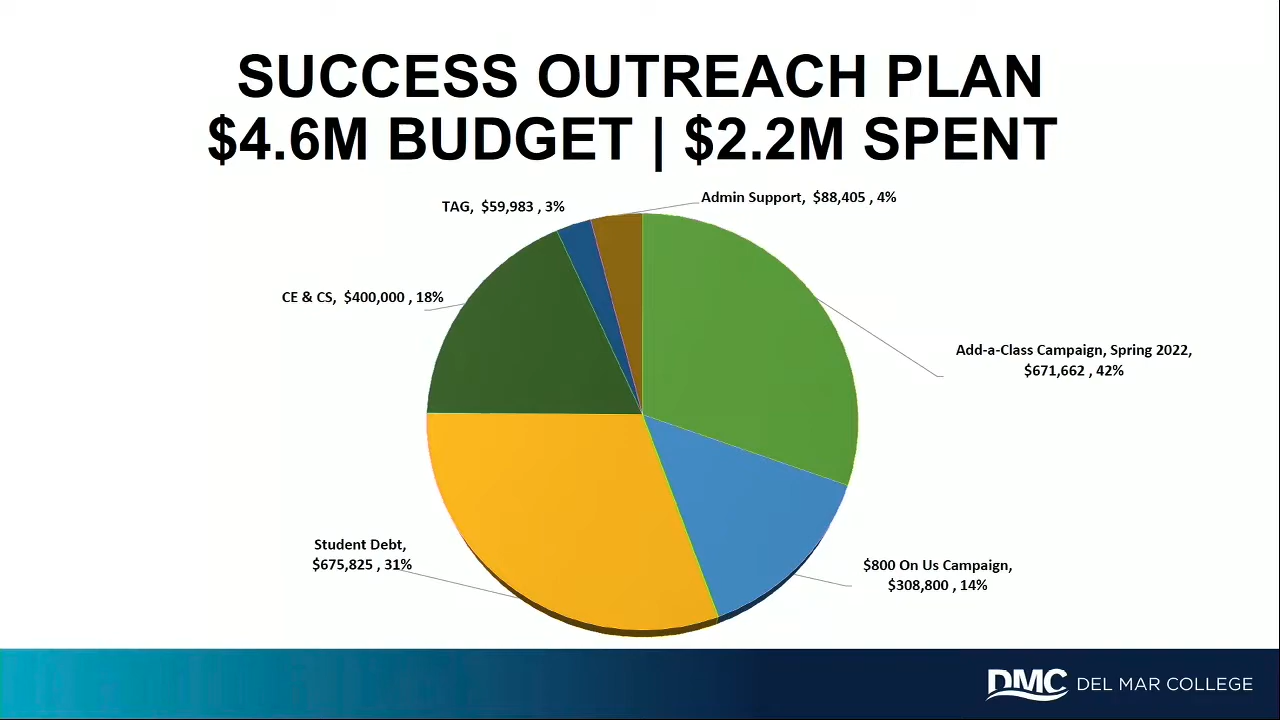 SUCCESS OUTREACH PLAN
$4.6M BUDGET | $2.2M SPENT
TAG, $59,983 , 3%
Admin Support, $88,405 , 4%
CE & CS, $400,000 , 18%
Add-a-Class Campaign, Spring 2022,
$671,662 , 42%
Student Debt,
$675,825 , 31%
$800 On Us Campaign,
$308,800 , 14%
DMC DEL MAR COLLEGE